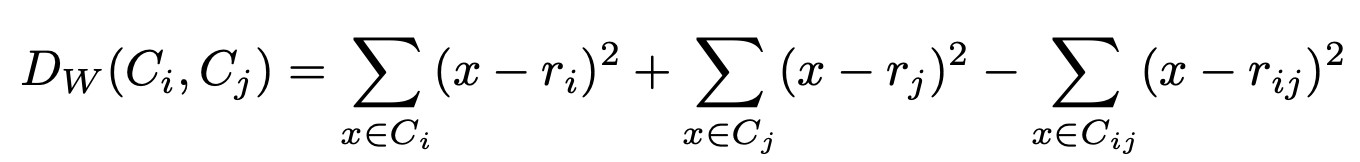 D_W(C_i, C_j) = \sum_{x \in C_i} (x - r_i)^2 + \sum_{x \in C_j} (x - r_j)^2 - \sum_{x \in C_{ij}} (x - r_{ij})^2